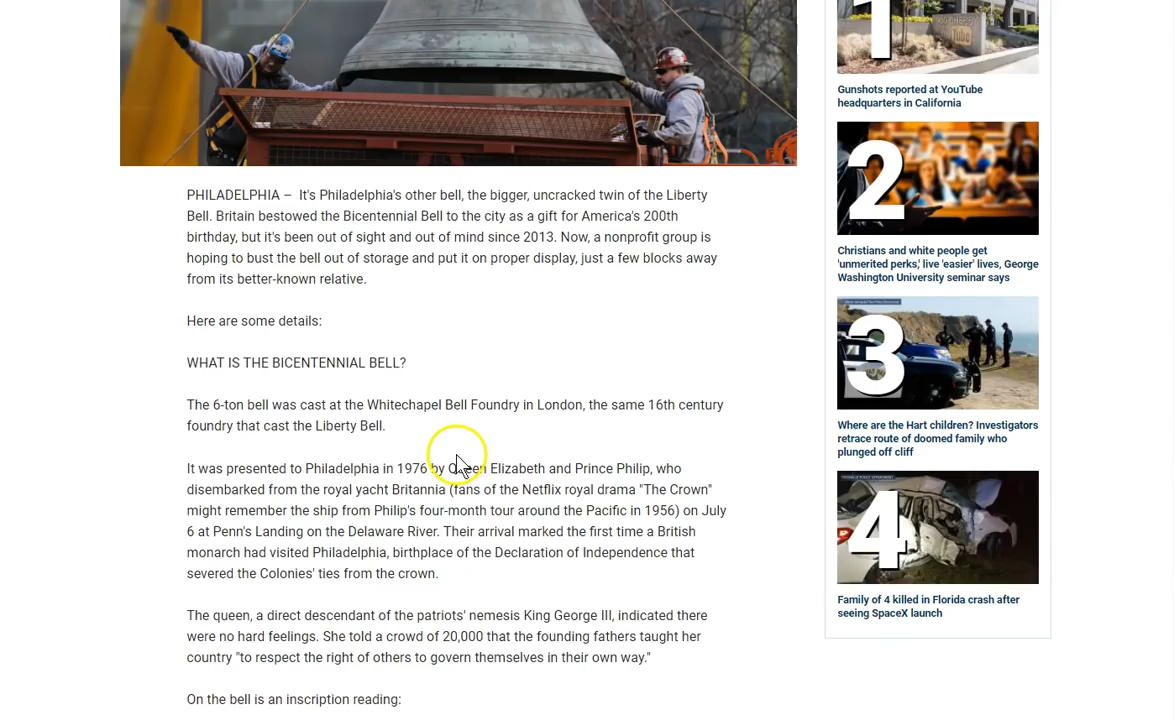 PHILADELPHIA – It's Philadelphia's other bell, the bigger, uncracked twin of the Liberty
Bell. Britain bestowed the Bicentennial Bell to the city as a gift for America's 200th
birthday, but it's been out of sight and out of mind since 2013. Now, a nonprofit group is
hoping to bust the bell out of storage and put it on proper display, just a few blocks away
from its better-known relative.
Here are some details:
WHAT IS THE BICENTENNIAL BELL?
The 6-ton bell was cast at the Whitechapel Bell Foundry in London, the same 16th century
foundry that cast the Liberty Bell.
It was presented to Philadelphia in 1976 by Queen Elizabeth and Prince Philip, who
disembarked from the royal yacht Britannia (fans of the Netflix royal drama "The Crown"
might remember the ship from Philip's four-month tour around the Pacific in 1956) on July
6 at Penn's Landing on the Delaware River. Their arrival marked the first time a British
monarch had visited Philadelphia, birthplace of the Declaration of Independence that
severed the Colonies' ties from the crown.
The queen, a direct descendant of the patriots' nemesis King George III, indicated there
were no hard feelings. She told a crowd of 20,000 that the founding fathers taught her
country "to respect the right of others to govern themselves in their own way."
On the bell is an inscription reading:
1
Tube
Gunshots reported at YouTube
headquarters in California
2
Christians and white people get
'unmerited perks,' live 'easier' lives, George
Washington University seminar says
3
Where are the Hart children? Investigators
retrace route of doomed family who
plunged off cliff
4
Family of 4 killed in Florida crash after
seeing SpaceX launch